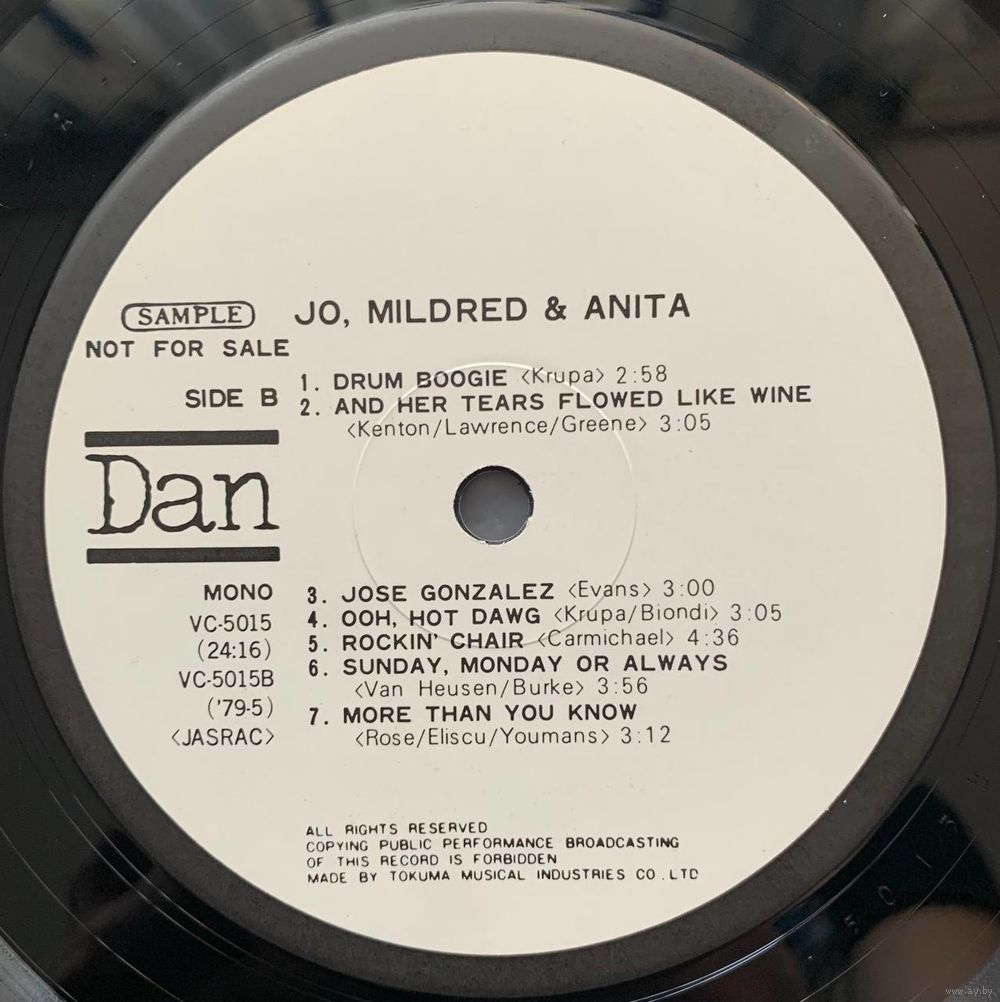 SAMPLE JO, MILDRED & ANITA
NOT FOR SALE
SIDE B
1. DRUM BOOGIE <Krupa> 2:58
2. AND HER TEARS FLOWED LIKE WINE
<Kenton/Lawrence/Greene> 3:05
Dan
MONO
VC-5015
(24:16)
VC-5015B
('79-5)
<JASRAC>
3. JOSE GONZALEZ <Evans> 3:00
4. OOH, HOT DAWG <Krupa/Biondi> 3:05
5. ROCKIN' CHAIR <Carmichael> 4:36
6. SUNDAY, MONDAY OR ALWAYS
<Van Heusen/Burke> 3:56
7. MORE THAN YOU KNOW
<Rose/Eliscu/Youmans> 3:12
ALL RIGHTS RESERVED
COPYING PUBLIC PERFORMANCE BROADCASTING
OF THIS RECORD IS FORBIDDEN
MADE BY TOKUMA MUSICAL INDUSTRIES CO.LTD
www.ay.by